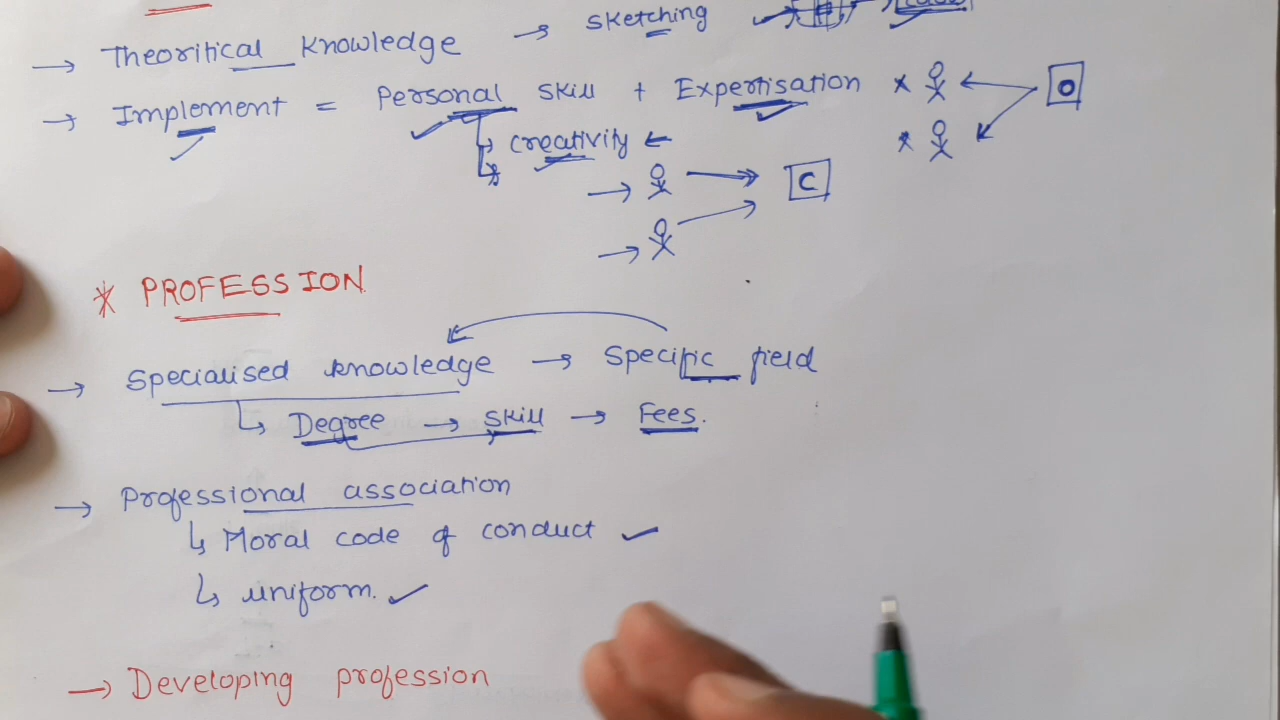 → Theoritical knowledge → Sketching
→ Implement = Personal skill + Expertisation * * O
↳ creativity ←
→ C
→
* PROFESSION
→ Specialised knowledge → Specific field
↳ Degree → Skill → Fees.
→ Professional association
↳ Moral code of conduct ✓
↳ uniform. ✓
→ Developing profession